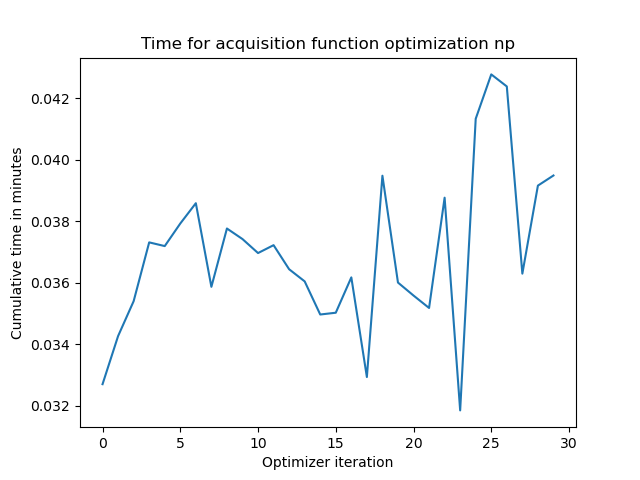 Time for acquisition function optimization np
Cumulative time in minutes
0.042
0.040
0.038
0.036
0.034
0.032
0 5 10 15 20 25 30
Optimizer iteration